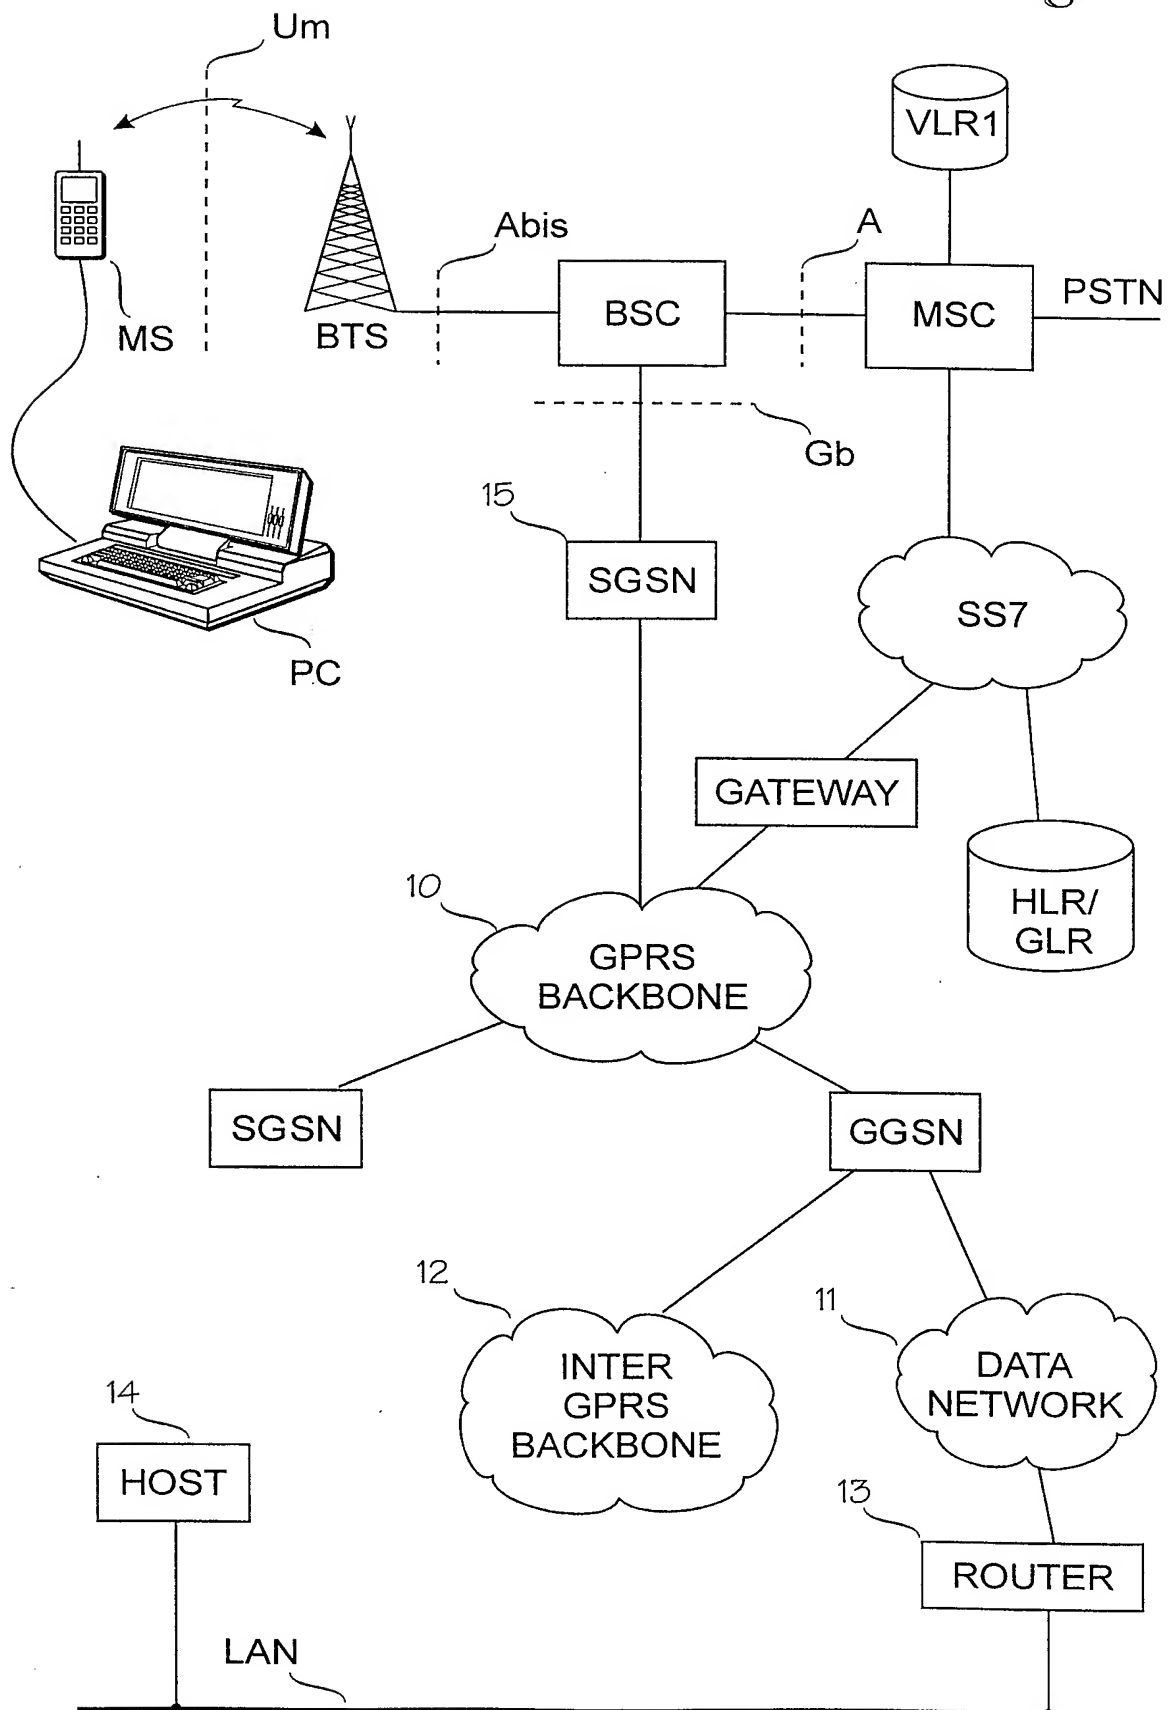 Um
VLR1
Abis
A
PSTN
BSC
MSC
MS
BTS
Gb
15
SGSN
SS7
PC
GATEWAY
10
HLR/
GLR
GPRS
BACKBONE
SGSN
GGSN
12
11
INTER
GPRS
BACKBONE
DATA
NETWORK
14
HOST
13
ROUTER
LAN